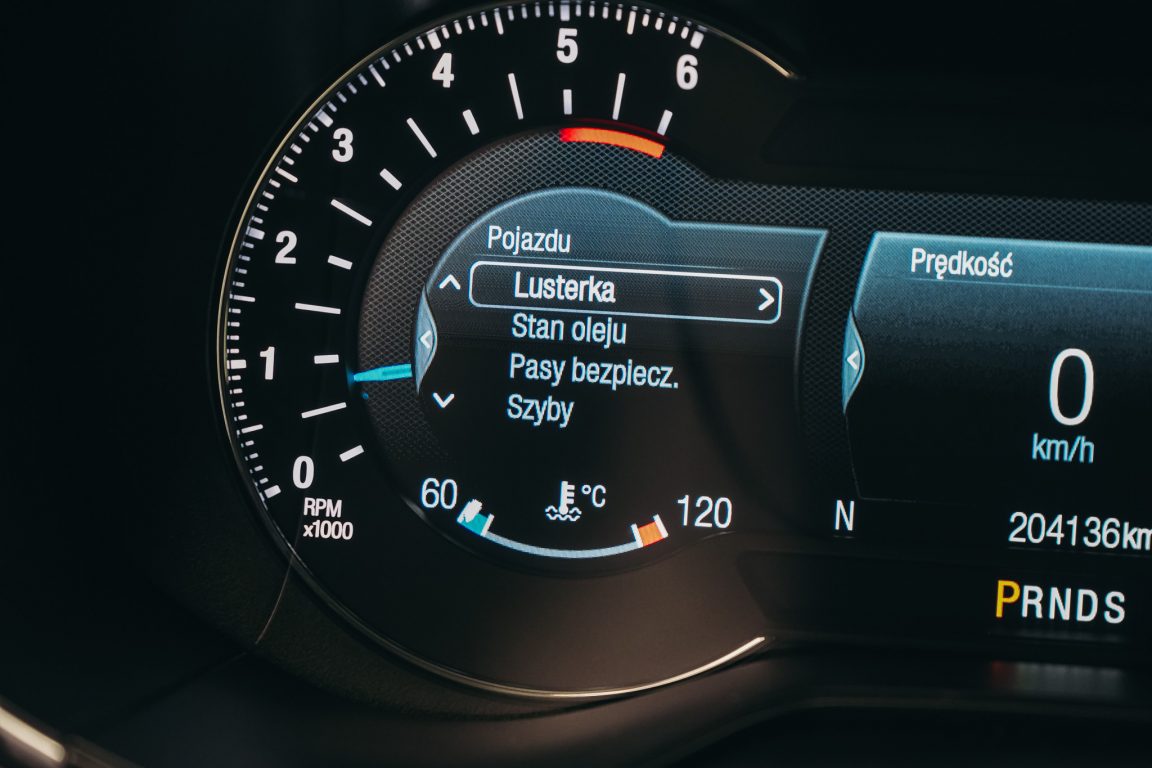 5
4
6
3
2
1
0
RPM
x1000
Pojazdu
Lusterka
Stan oleju
Pasy bezpiecz.
Szyby
60
°C
120
Prędkość
0
km/h
N
204136km
PRNDS